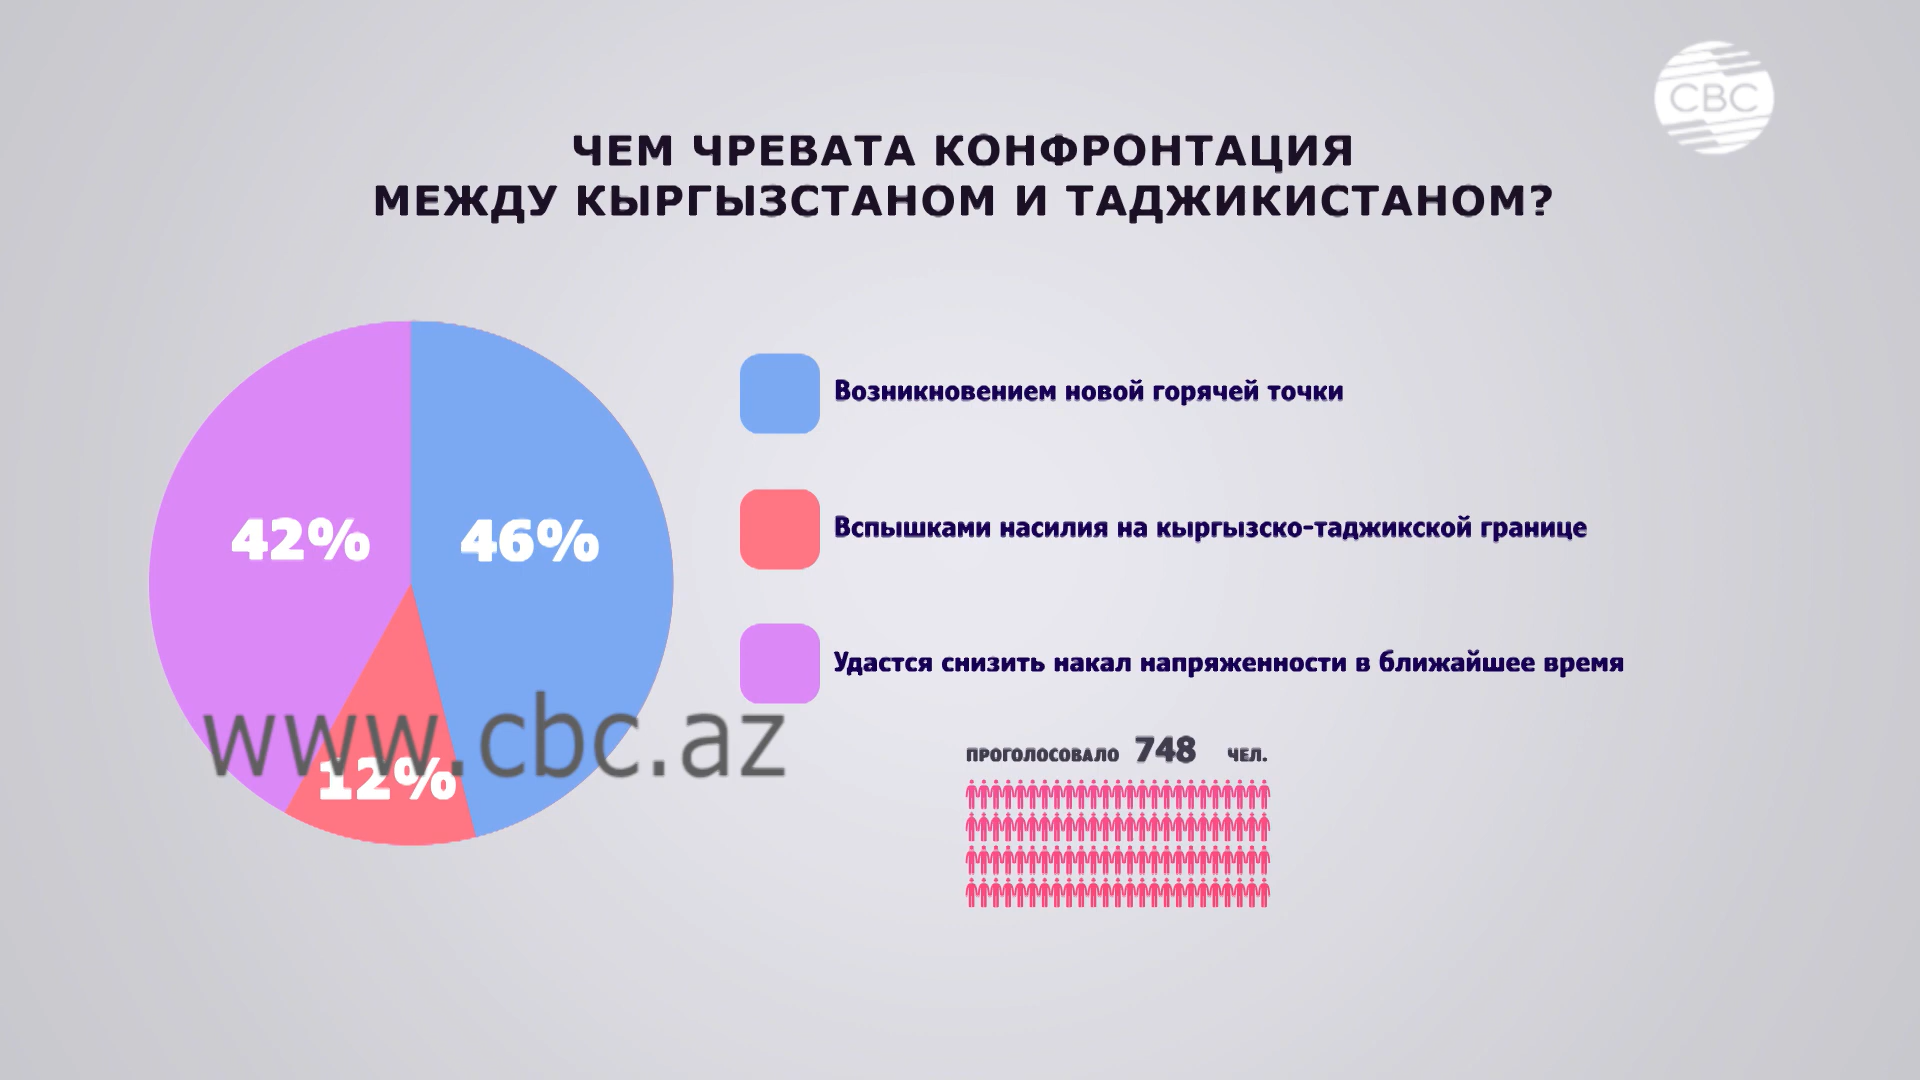 CBC
ЧЕМ ЧРЕВАТА КОНФРОНТАЦИЯ
МЕЖДУ КЫРГЫЗСТАНОМ И ТАДЖИКИСТАНОМ?
42%
46%
12%
Возникновением новой горячей точки
Вспышками насилия на кыргызско-таджикской границе
Удастся снизить накал напряженности в ближайшее время
www.cbc.az
ПРОГОЛОСОВАЛО 748 ЧЕЛ.